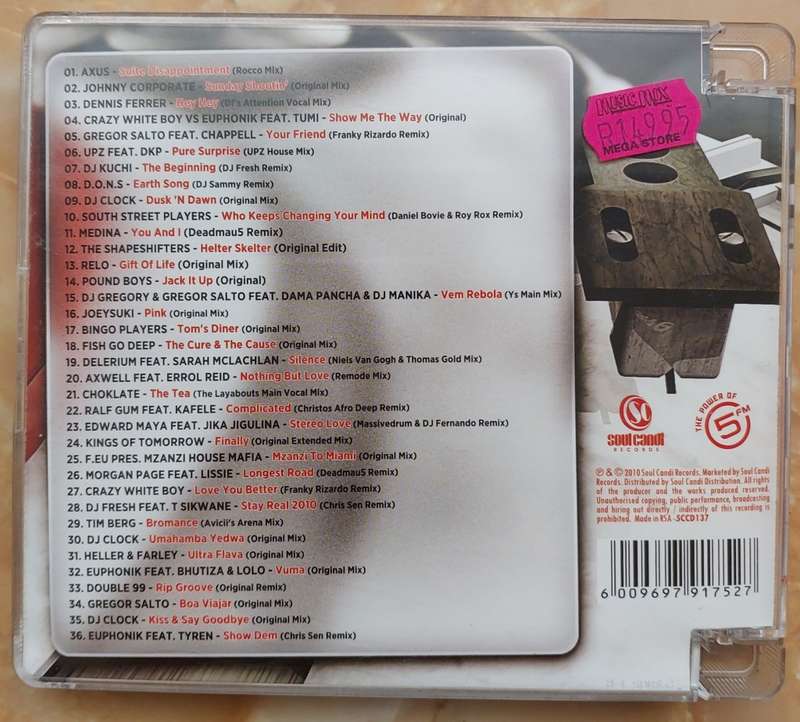 01. AXUS - Suite Disappointment (Rocco Mix)
02. JOHNNY CORPORATE - Sunday Shoutin' (Original Mix)
03. DENNIS FERRER - Hey Hey (Df's Attention Vocal Mix)
04. CRAZY WHITE BOY VS EUPHONIK FEAT. TUMI - Show Me The Way (Original)
05. GREGOR SALTO FEAT. CHAPPELL - Your Friend (Franky Rizardo Remix)
06. UPZ FEAT. DKP - Pure Surprise (UPZ House Mix)
07. DJ KUCHI - The Beginning (DJ Fresh Remix)
08. D.O.N.S - Earth Song (DJ Sammy Remix)
09. DJ CLOCK - Dusk 'N Dawn (Original Mix)
10. SOUTH STREET PLAYERS - Who Keeps Changing Your Mind (Daniel Bovie & Roy Rox Remix)
11. MEDINA - You And I (Deadmau5 Remix)
12. THE SHAPESHIFTERS - Helter Skelter (Original Edit)
13. RELO - Gift Of Life (Original Mix)
14. POUND BOYS - Jack It Up (Original)
15. DJ GREGORY & GREGOR SALTO FEAT. DAMA PANCHA & DJ MANIKA - Vem Rebola (Ys Main Mix)
16. JOEYSUKI - Pink (Original Mix)
17. BINGO PLAYERS - Tom's Diner (Original Mix)
18. FISH GO DEEP - The Cure & The Cause (Original Mix)
19. DELERIUM FEAT. SARAH MCLACHLAN - Silence (Niels Van Gogh & Thomas Gold Mix)
20. AXWELL FEAT. ERROL REID - Nothing But Love (Remode Mix)
21. CHOKLATE - The Tea (The Layabouts Main Vocal Mix)
22. RALF GUM FEAT. KAFELE - Complicated (Christos Afro Deep Remix)
23. EDWARD MAYA FEAT. JIKA JIGULINA - Stereo Love (Massivedrum & DJ Fernando Remix)
24. KINGS OF TOMORROW - Finally (Original Extended Mix)
25. F.EU PRES. MZANZI HOUSE MAFIA - Mzanzi To Miami (Original Mix)
26. MORGAN PAGE FEAT. LISSIE - Longest Road (Deadmau5 Remix)
27. CRAZY WHITE BOY - Love You Better (Franky Rizardo Remix)
28. DJ FRESH FEAT. T SIKWANE - Stay Real 2010 (Chris Sen Remix)
29. TIM BERG - Bromance (Avicii's Arena Mix)
30. DJ CLOCK - Umahamba Yedwa (Original Mix)
31. HELLER & FARLEY - Ultra Flava (Original Mix)
32. EUPHONIK FEAT. BHUTIZA & LOLO - Vuma (Original Mix)
33. DOUBLE 99 - Rip Groove (Original Remix)
34. GREGOR SALTO - Boa Viajar (Original Mix)
35. DJ CLOCK - Kiss & Say Goodbye (Original Mix)
36. EUPHONIK FEAT. TYREN - Show Dem (Chris Sen Remix)
MUSIC MIX
R149.95
MEGA STORE
SC
Soul Candi
RECORDS
THE POWER OF
5 FM
℗ & © 2010 Soul Candi Records. Marketed by Soul Candi
Records. Distributed by Soul Candi Distribution. All rights
of the producer and the works produced reserved.
Unauthorised copying, public performance, broadcasting
and hiring out directly / indirectly of this recording is
prohibited. Made in RSA - SCCD137
6 009697 917527